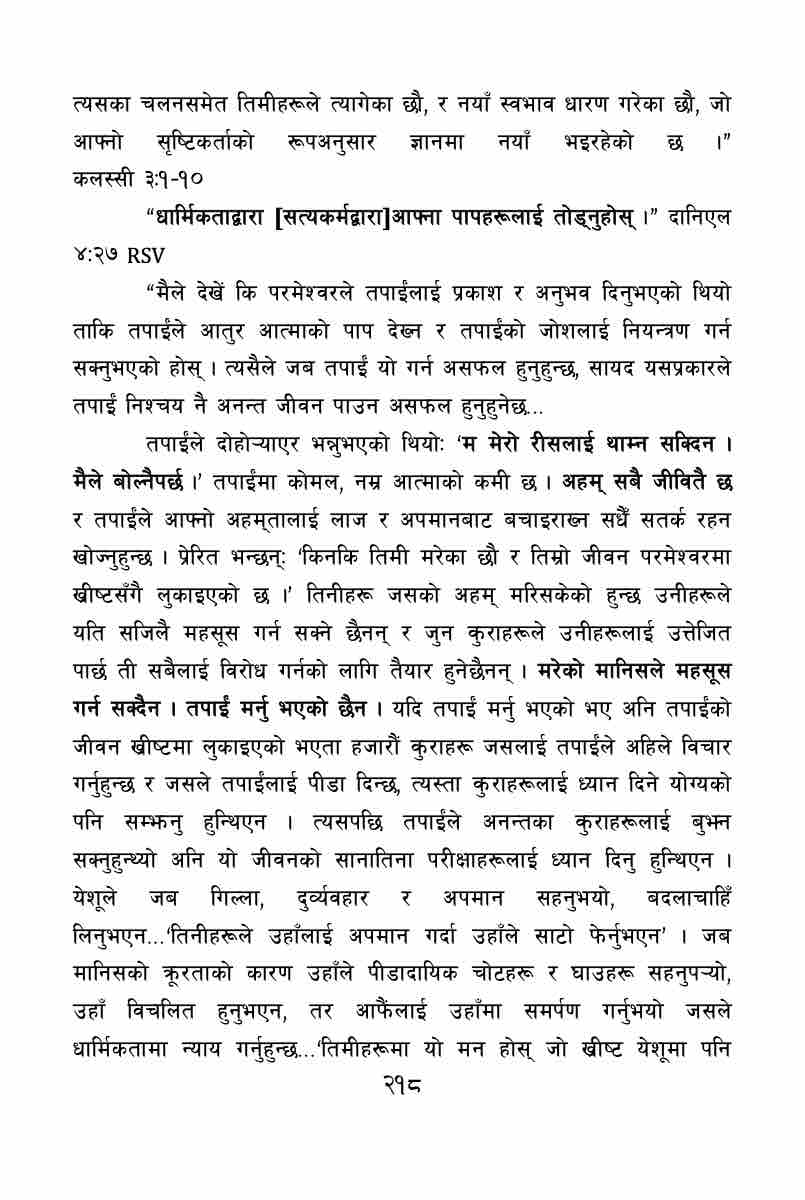 त्यसका चलनसमेत तिमीहरूले त्यागेका छौ, र नयाँ स्वभाव धारण गरेका छौ, जो
आफ्नो सृष्टिकर्ताको रूपअनुसार ज्ञानमा नयाँ भइरहेको छ ।”
कलस्सी ३:१-१०
“धार्मिकताद्वारा [सत्यकर्मद्वारा]आफ्ना पापहरूलाई तोड्नुहोस् ।” दानिएल
४:२७ RSV
“मैले देखें कि परमेश्वरले तपाईंलाई प्रकाश र अनुभव दिनुभएको थियो
ताकि तपाईंले आतुर आत्माको पाप देख्न र तपाईंको जोशलाई नियन्त्रण गर्न
सक्नुभएको होस् । त्यसैले जब तपाईं यो गर्न असफल हुनुहुन्छ, सायद यसप्रकारले
तपाईं निश्चय नै अनन्त जीवन पाउन असफल हुनुहुनेछ...
तपाईंले दोहोऱ्याएर भन्नुभएको थियोः ‘म मेरो रीसलाई थाम्न सक्दिन ।
मैले बोल्नैपर्छ ।’ तपाईंमा कोमल, नम्र आत्माको कमी छ । अहम् सबै जीवितै छ
र तपाईंले आफ्नो अहम्‌तालाई लाज र अपमानबाट बचाइराख्न सधैँ सतर्क रहन
खोज्नुहुन्छ । प्रेरित भन्छन्ः ‘किनकि तिमी मरेका छौ र तिम्रो जीवन परमेश्वरमा
ख्रीष्टसँगै लुकाइएको छ ।’ तिनीहरू जसको अहम् मरिसकेको हुन्छ उनीहरूले
यति सजिलै महसूस गर्न सक्ने छैनन् र जुन कुराहरूले उनीहरूलाई उत्तेजित
पार्छ ती सबैलाई विरोध गर्नको लागि तैयार हुनेछैनन् । मरेको मानिसले महसूस
गर्न सक्दैन । तपाईं मर्नु भएको छैन । यदि तपाईं मर्नु भएको भए अनि तपाईंको
जीवन ख्रीष्टमा लुकाइएको भएता हजारौं कुराहरू जसलाई तपाईंले अहिले विचार
गर्नुहुन्छ र जसले तपाईंलाई पीडा दिन्छ, त्यस्ता कुराहरूलाई ध्यान दिने योग्यको
पनि सम्झनु हुन्थिएन । त्यसपछि तपाईंले अनन्तका कुराहरूलाई बुझ्न
सक्नुहुन्थ्यो अनि यो जीवनको सानातिना परीक्षाहरूलाई ध्यान दिनु हुन्थिएन ।
येशूले जब गिल्ला, दुर्व्यवहार र अपमान सहनुभयो, बदलाचाहिँ
लिनुभएन...‘तिनीहरूले उहाँलाई अपमान गर्दा उहाँले साटो फेर्नुभएन’ । जब
मानिसको क्रूरताको कारण उहाँले पीडादायिक चोटहरू र घाउहरू सहनुपऱ्यो,
उहाँ विचलित हुनुभएन, तर आफैंलाई उहाँमा समर्पण गर्नुभयो जसले
धार्मिकतामा न्याय गर्नुहुन्छ...‘तिमीहरूमा यो मन होस् जो ख्रीष्ट येशूमा पनि
२१८